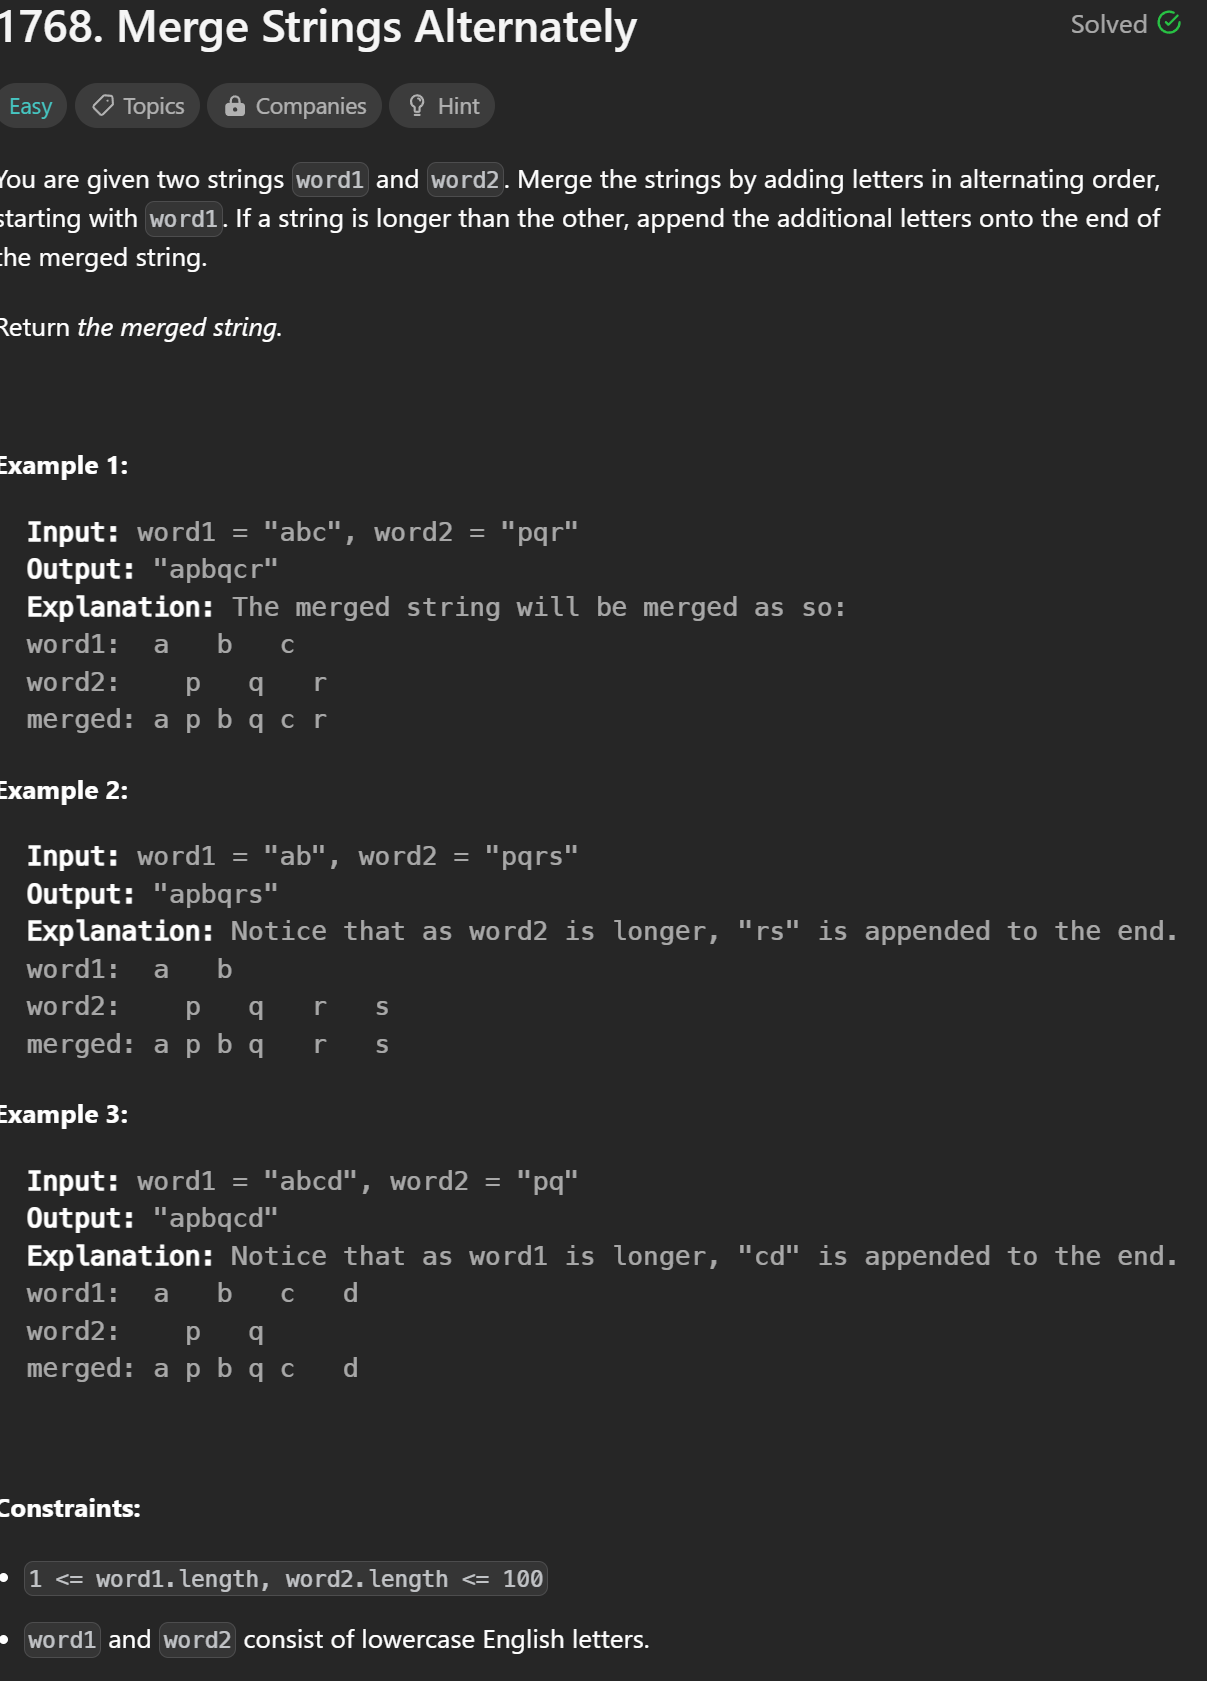 1768. Merge Strings Alternately
Solved
Easy Topics Companies Hint
You are given two strings word1 and word2. Merge the strings by adding letters in alternating order,
starting with word1. If a string is longer than the other, append the additional letters onto the end of
the merged string.
Return the merged string.
Example 1:
Input: word1 = "abc", word2 = "pqr"
Output: "apbqcr"
Explanation: The merged string will be merged as so:
word1:  a   b   c
word2:    p   q   r
merged: a p b q c r
Example 2:
Input: word1 = "ab", word2 = "pqrs"
Output: "apbqrs"
Explanation: Notice that as word2 is longer, "rs" is appended to the end.
word1:  a   b
word2:    p   q   r   s
merged: a p b q   r   s
Example 3:
Input: word1 = "abcd", word2 = "pq"
Output: "apbqcd"
Explanation: Notice that as word1 is longer, "cd" is appended to the end.
word1:  a   b   c   d
word2:    p   q
merged: a p b q c   d
Constraints:
• 1 <= word1.length, word2.length <= 100
• word1 and word2 consist of lowercase English letters.